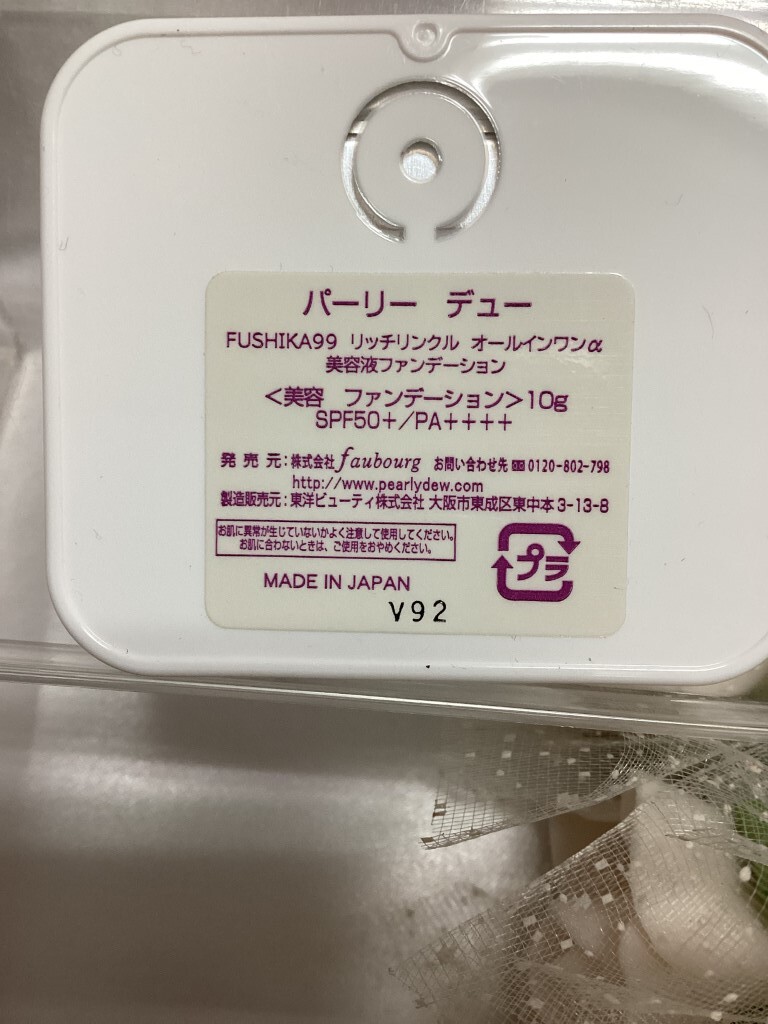 パーリー デュー
FUSHIKA99 リッチリンクル オールインワンα
美容液ファンデーション
＜美容 ファンデーション＞10g
SPF50+／PA++++
発 売 元：株式会社faubourg お問い合わせ先 0120-802-798
http://www.pearlydew.com
製造販売元：東洋ビューティ株式会社 大阪市東成区東中本3-13-8
お肌に異常が生じていないかよく注意して使用してください。
お肌に合わないときは、ご使用をおやめください。
プラ
MADE IN JAPAN
V92